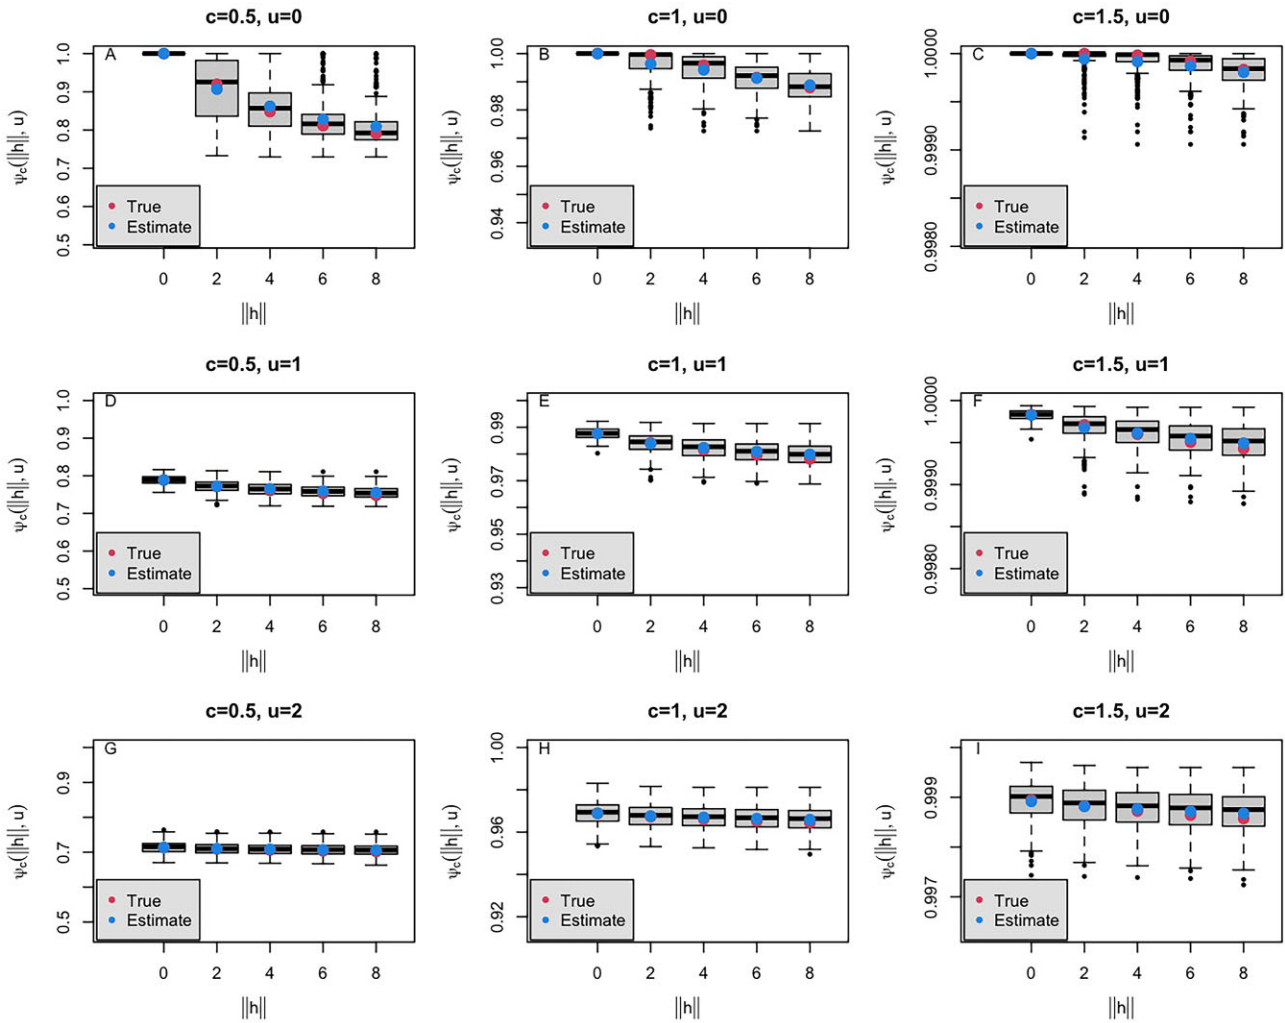 c=0.5, u=0
A
ψc(||h||, u)
1.0
0.9
0.8
0.7
0.6
0.5
True
Estimate
0 2 4 6 8
||h||
c=1, u=0
B
ψc(||h||, u)
1.00
0.98
0.96
0.94
True
Estimate
0 2 4 6 8
||h||
c=1.5, u=0
C
ψc(||h||, u)
1.0000
0.9990
0.9980
True
Estimate
0 2 4 6 8
||h||
c=0.5, u=1
D
ψc(||h||, u)
1.0
0.8
0.7
0.6
0.5
True
Estimate
0 2 4 6 8
||h||
c=1, u=1
E
ψc(||h||, u)
0.99
0.97
0.95
0.93
True
Estimate
0 2 4 6 8
||h||
c=1.5, u=1
F
ψc(||h||, u)
1.0000
0.9990
0.9980
True
Estimate
0 2 4 6 8
||h||
c=0.5, u=2
G
ψc(||h||, u)
0.9
0.7
0.5
True
Estimate
0 2 4 6 8
||h||
c=1, u=2
H
ψc(||h||, u)
1.00
0.96
0.92
True
Estimate
0 2 4 6 8
||h||
c=1.5, u=2
I
ψc(||h||, u)
0.999
0.997
True
Estimate
0 2 4 6 8
||h||